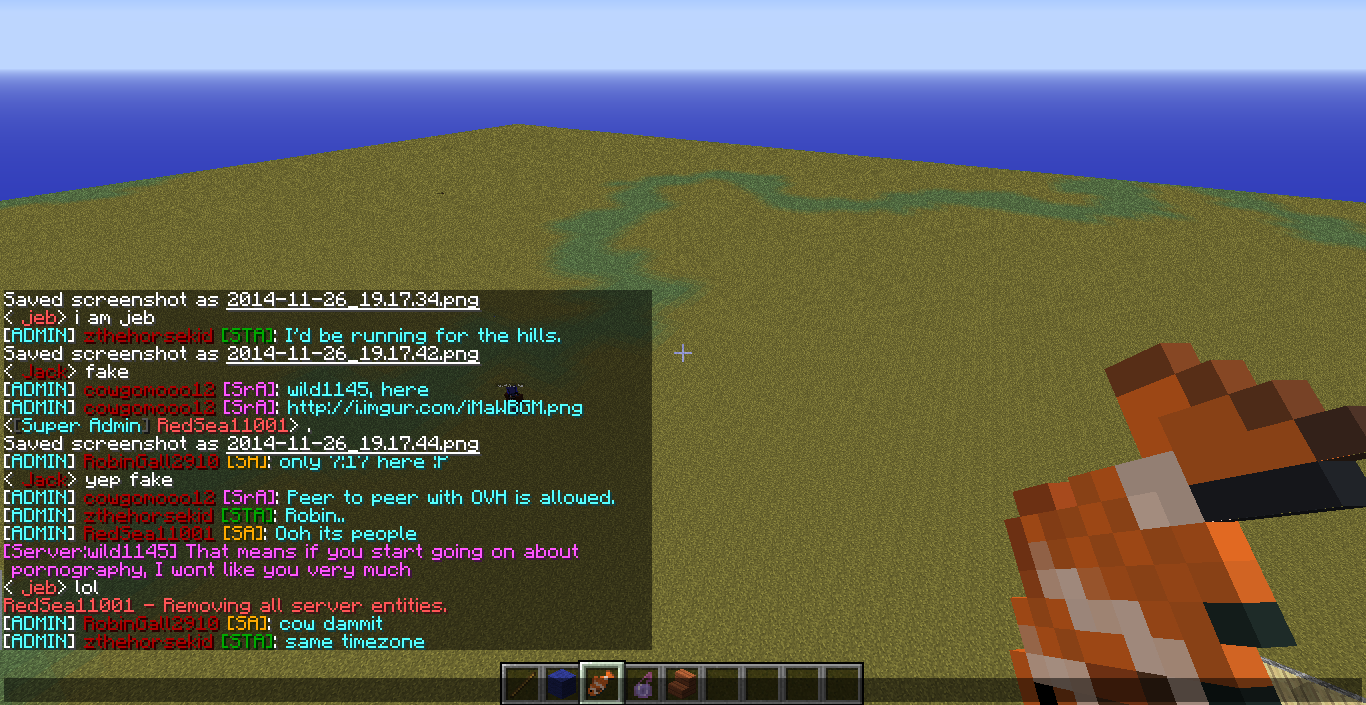 Saved screenshot as 2014-11-26_19.17.34.png
< jeb> i am jeb
[ADMIN] zthehorsekid [STA]: I'd be running for the hills.
Saved screenshot as 2014-11-26_19.17.42.png
< Jack> fake
[ADMIN] cowgomooo12 [SrA]: wild1145, here
[ADMIN] cowgomooo12 [SrA]: http://i.imgur.com/iMaWBGM.png
<[Super Admin] RedSea11001> .
Saved screenshot as 2014-11-26_19.17.44.png
[ADMIN] RobinGall2910 [SA]: only 7:17 here :P
< Jack> yep fake
[ADMIN] cowgomooo12 [SrA]: Peer to peer with OVH is allowed.
[ADMIN] zthehorsekid [STA]: Robin..
[ADMIN] RedSea11001 [SA]: Ooh its people
[Server:wild1145] That means if you start going on about
pornography, I wont like you very much
< jeb> lol
RedSea11001 - Removing all server entities.
[ADMIN] RobinGall2910 [SA]: cow dammit
[ADMIN] zthehorsekid [STA]: same timezone